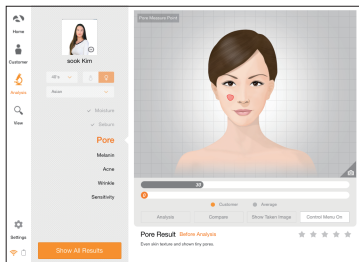 Home
Customer
Analysis
View
Settings
sook Kim
40's
Asian
Moisture
Sebum
Pore
Melanin
Acne
Wrinkle
Sensitivity
Show All Results
Pore Measure Point
Customer
Average
Analysis
Compare
Show Taken Image
Control Menu On
Pore Result Before Analysis
Even skin texture and shown tiny pores.